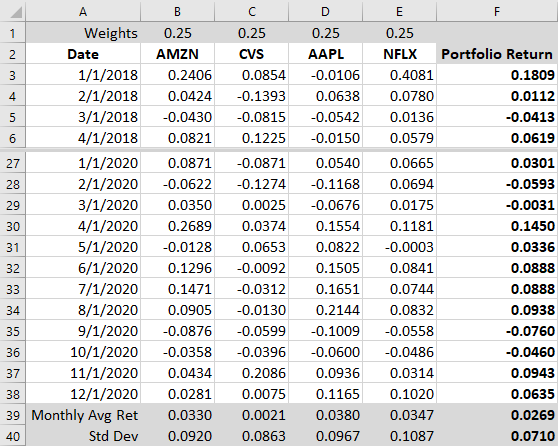 A B C D E F
1 Weights 0.25 0.25 0.25 0.25
2 Date AMZN CVS AAPL NFLX Portfolio Return
3 1/1/2018 0.2406 0.0854 -0.0106 0.4081 0.1809
4 2/1/2018 0.0424 -0.1393 0.0638 0.0780 0.0112
5 3/1/2018 -0.0430 -0.0815 -0.0542 0.0136 -0.0413
6 4/1/2018 0.0821 0.1225 -0.0150 0.0579 0.0619
27 1/1/2020 0.0871 -0.0871 0.0540 0.0665 0.0301
28 2/1/2020 -0.0622 -0.1274 -0.1168 0.0694 -0.0593
29 3/1/2020 0.0350 0.0025 -0.0676 0.0175 -0.0031
30 4/1/2020 0.2689 0.0374 0.1554 0.1181 0.1450
31 5/1/2020 -0.0128 0.0653 0.0822 -0.0003 0.0336
32 6/1/2020 0.1296 -0.0092 0.1505 0.0841 0.0888
33 7/1/2020 0.1471 -0.0312 0.1651 0.0744 0.0888
34 8/1/2020 0.0905 -0.0130 0.2144 0.0832 0.0938
35 9/1/2020 -0.0876 -0.0599 -0.1009 -0.0558 -0.0760
36 10/1/2020 -0.0358 -0.0396 -0.0600 -0.0486 -0.0460
37 11/1/2020 0.0434 0.2086 0.0936 0.0314 0.0943
38 12/1/2020 0.0281 0.0075 0.1165 0.1020 0.0635
39 Monthly Avg Ret 0.0330 0.0021 0.0380 0.0347 0.0269
40 Std Dev 0.0920 0.0863 0.0967 0.1087 0.0710